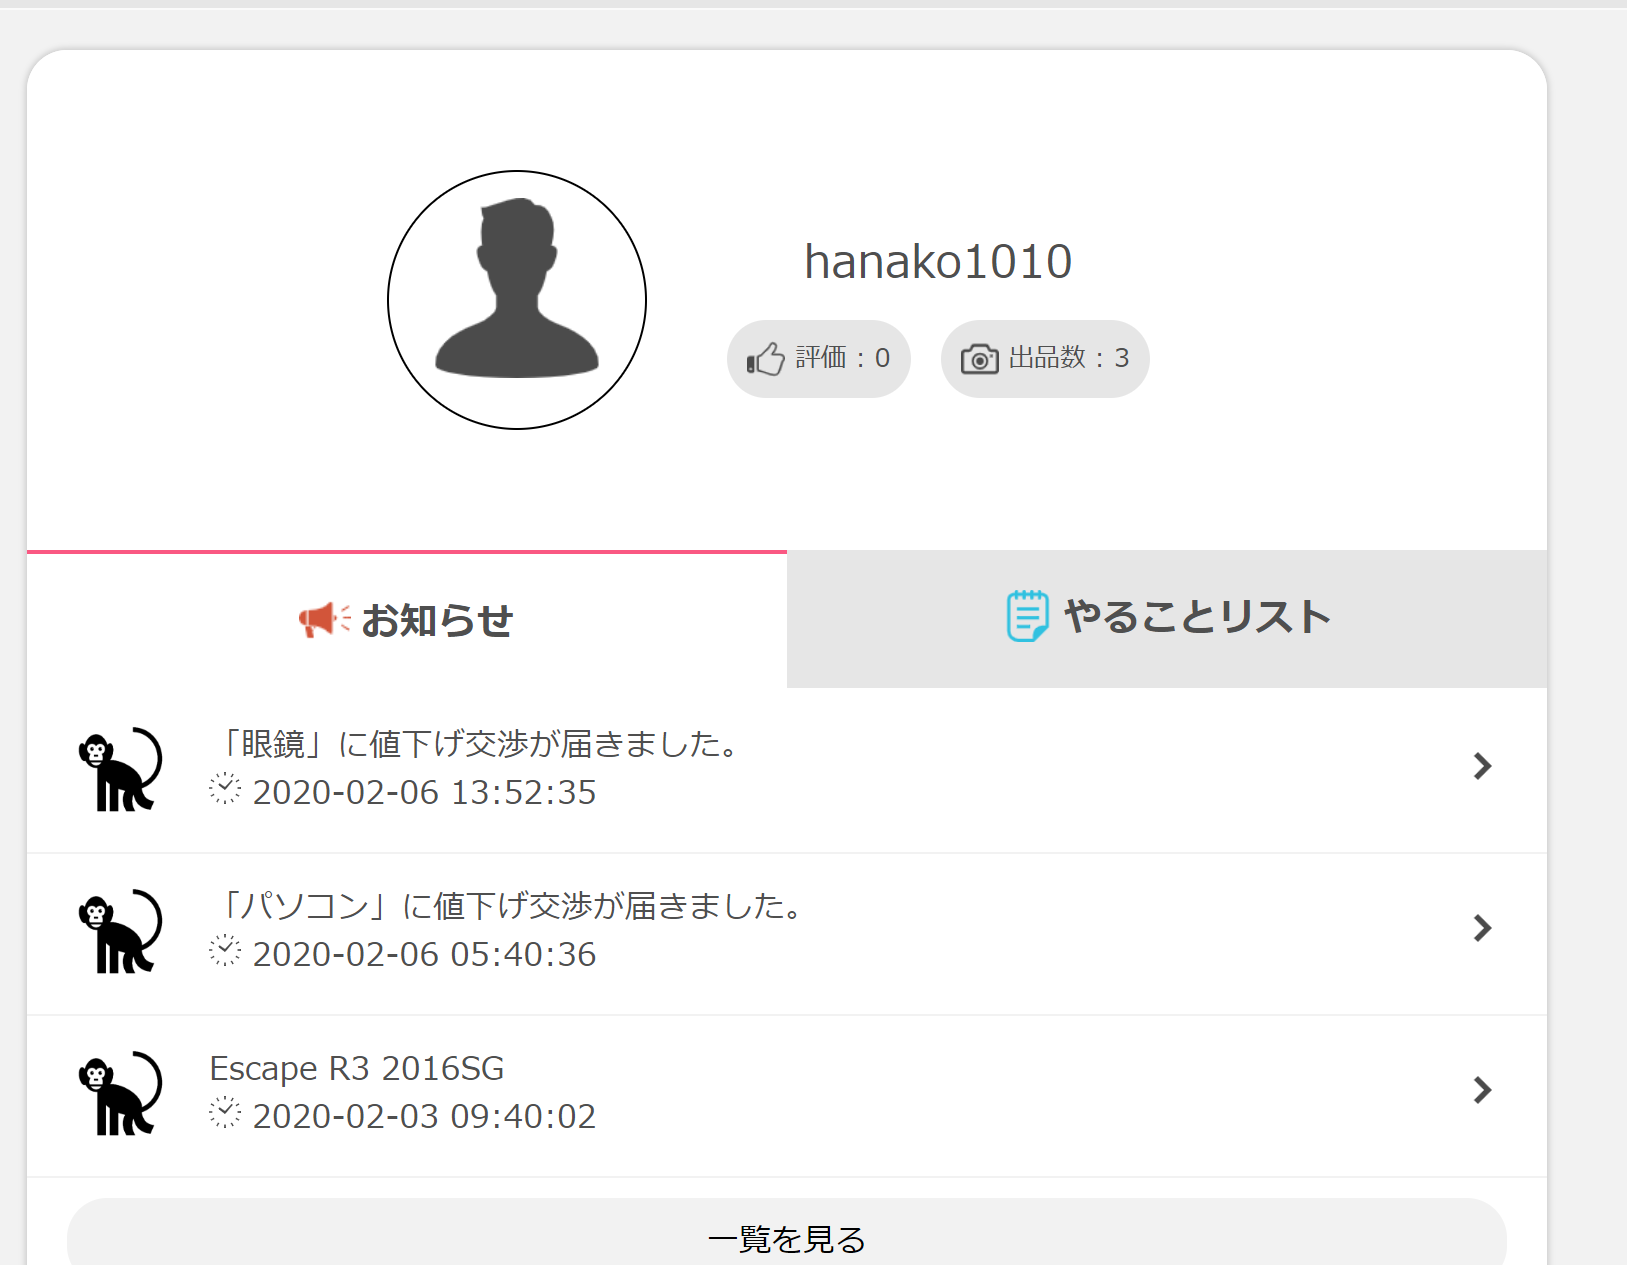 hanako1010
評価：0
出品数：3
お知らせ
やることリスト
「眼鏡」に値下げ交渉が届きました。
2020-02-06 13:52:35
「パソコン」に値下げ交渉が届きました。
2020-02-06 05:40:36
Escape R3 2016SG
2020-02-03 09:40:02
一覧を見る